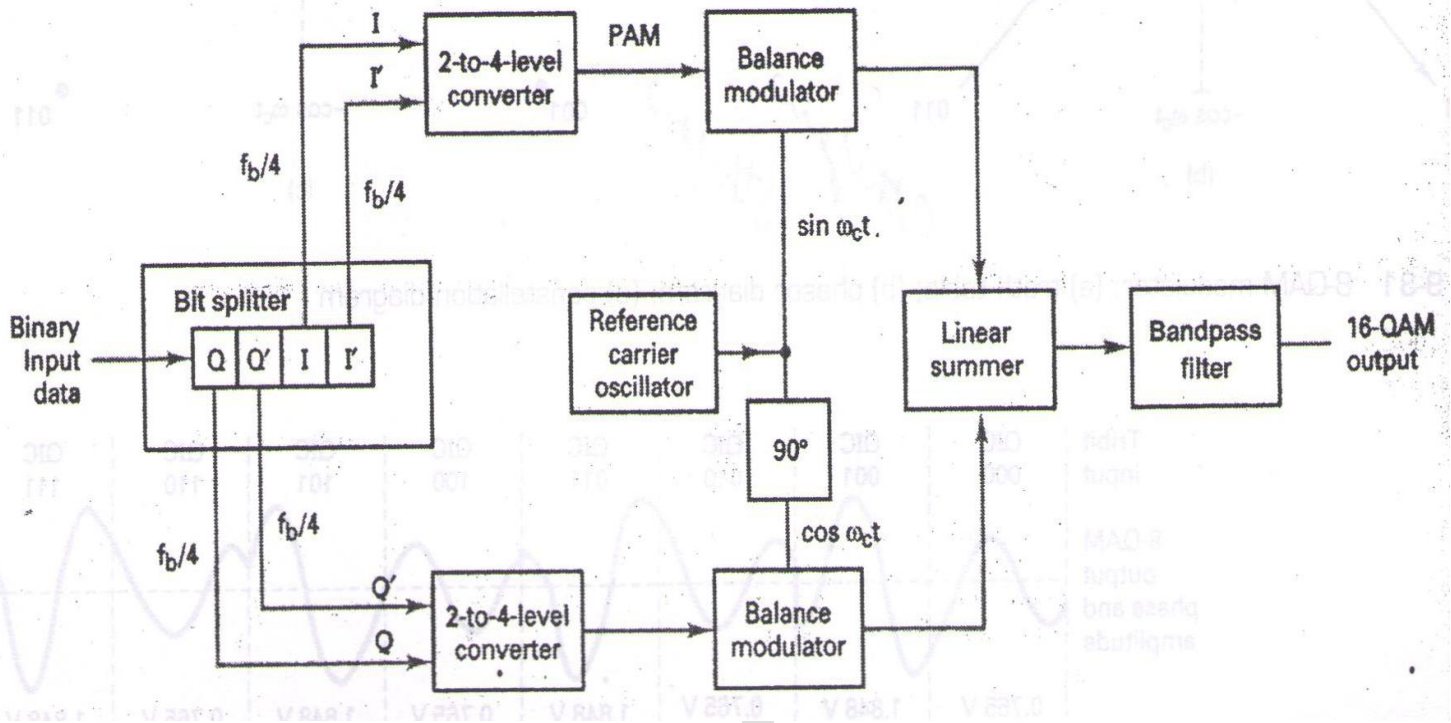 I
I'
2-to-4-level
converter
PAM
Balance
modulator
fb/4
fb/4
sin ωct
Bit splitter
Binary
Input
data
Q Q' I I'
Reference
carrier
oscillator
Linear
summer
Bandpass
filter
16-QAM
output
90°
cos ωct
fb/4
fb/4
Q'
Q
2-to-4-level
converter
Balance
modulator